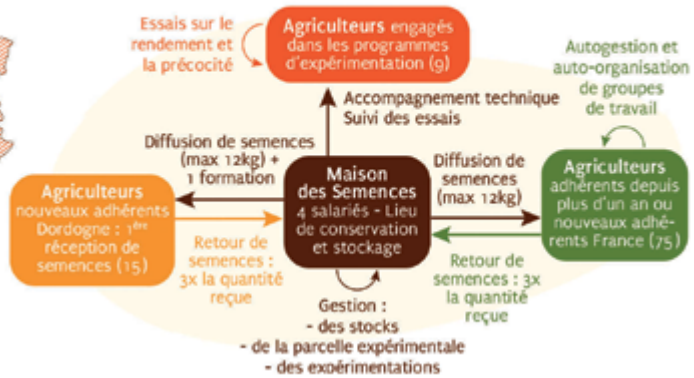 Essais sur le
rendement et
la précocité
Agriculteurs engagés
dans les programmes
d'expérimentation (9)
Autogestion et
auto-organisation
de groupes
de travail
Accompagnement technique
Suivi des essais
Diffusion de semences
(max 12kg) +
1 formation
Agriculteurs
nouveaux adhérents
Dordogne : 1ère
réception de
semences (15)
Maison
des Semences
4 salariés - Lieu
de conservation
et stockage
Diffusion de
semences
(max 12kg)
Agriculteurs
adhérents depuis
plus d'un an ou
nouveaux adhé-
rents France (75)
Retour de
semences :
3x la quantité
reçue
Retour de
semences : 3x
la quantité
reçue
Gestion :
- des stocks
- de la parcelle expérimentale
- des expérimentations